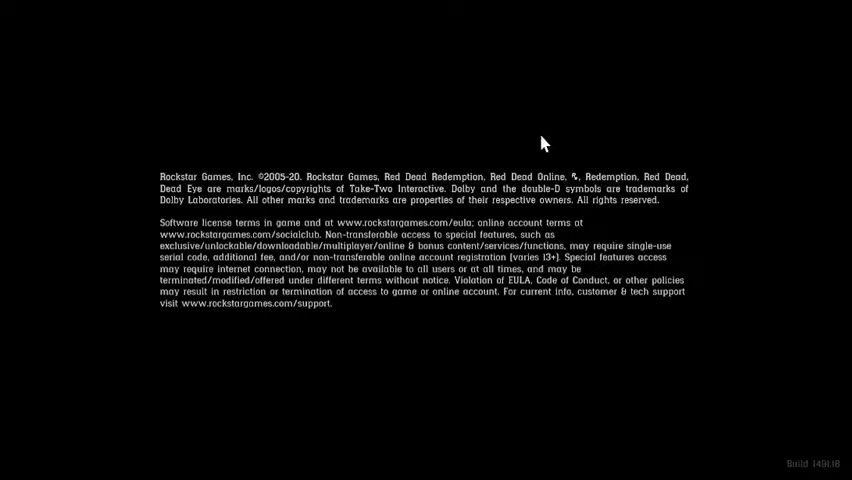 Rockstar Games, Inc. ©2005-20. Rockstar Games, Red Dead Redemption, Red Dead Online, R, Redemption, Red Dead,
Dead Eye are marks/logos/copyrights of Take-Two Interactive. Dolby and the double-D symbols are trademarks of
Dolby Laboratories. All other marks and trademarks are properties of their respective owners. All rights reserved.
Software license terms in game and at www.rockstargames.com/eula; online account terms at
www.rockstargames.com/socialclub. Non-transferable access to special features, such as
exclusive/unlockable/downloadable/multiplayer/online & bonus content/services/functions, may require single-use
serial code, additional fee, and/or non-transferable online account registration (varies 13+). Special features access
may require internet connection, may not be available to all users or at all times, and may be
terminated/modified/offered under different terms without notice. Violation of EULA, Code of Conduct, or other policies
may result in restriction or termination of access to game or online account. For current info, customer & tech support
visit www.rockstargames.com/support.
Build 1491.18